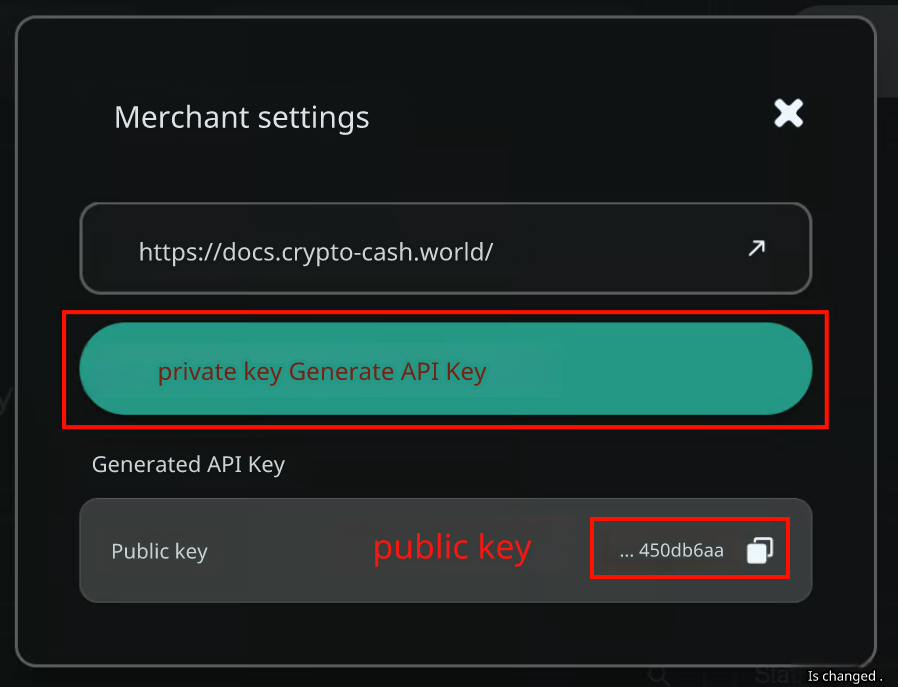 Merchant settings
https://docs.crypto-cash.world/
private key Generate API Key
Generated API Key
Public key
public key
... 450db6aa
Is changed .